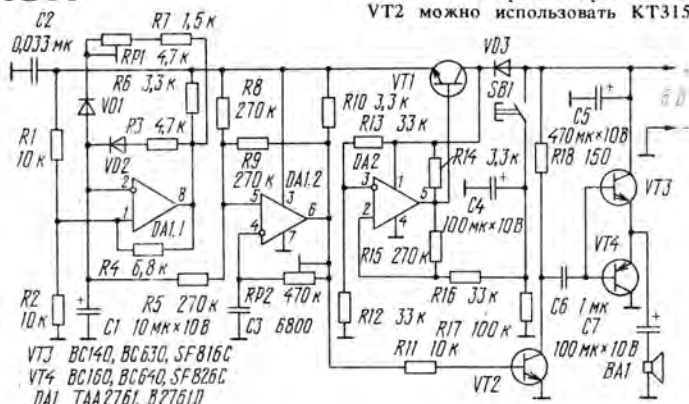 VT2 можно использовать КТ315
C2
0,033 мк
R7 1,5 к
RP1 4,7 к
R6 3,3 к
VD1
R3 4,7 к
VD2
R1
10 к
2
1
8
DA1.1
R4 6,8 к
R2
10 к
R5 270 к
C1 10 мк×10 В
R8
270 к
R9
270 к
DA1.2
5
4
3
6
7
RP2 470 к
C3 6800
R10 3,3 к
R13 33 к
VT1
VD3
SB1
DA2
R14 3,3 к
1
2
5
4
C4
100 мк×10 В
R15 270 к
R12 33 к
R16 33 к
R17 100 к
R11 10 к
VT2
C5
470 мк×10 В
R18 150
+
6 В
−
VT3
VT4
C6 1 мк
C7
100 мк×10 В
BA1
VT3 BC140, BC630, SF816C
VT4 BC160, BC640, SF826C
DA1 TAA2761, B2761D